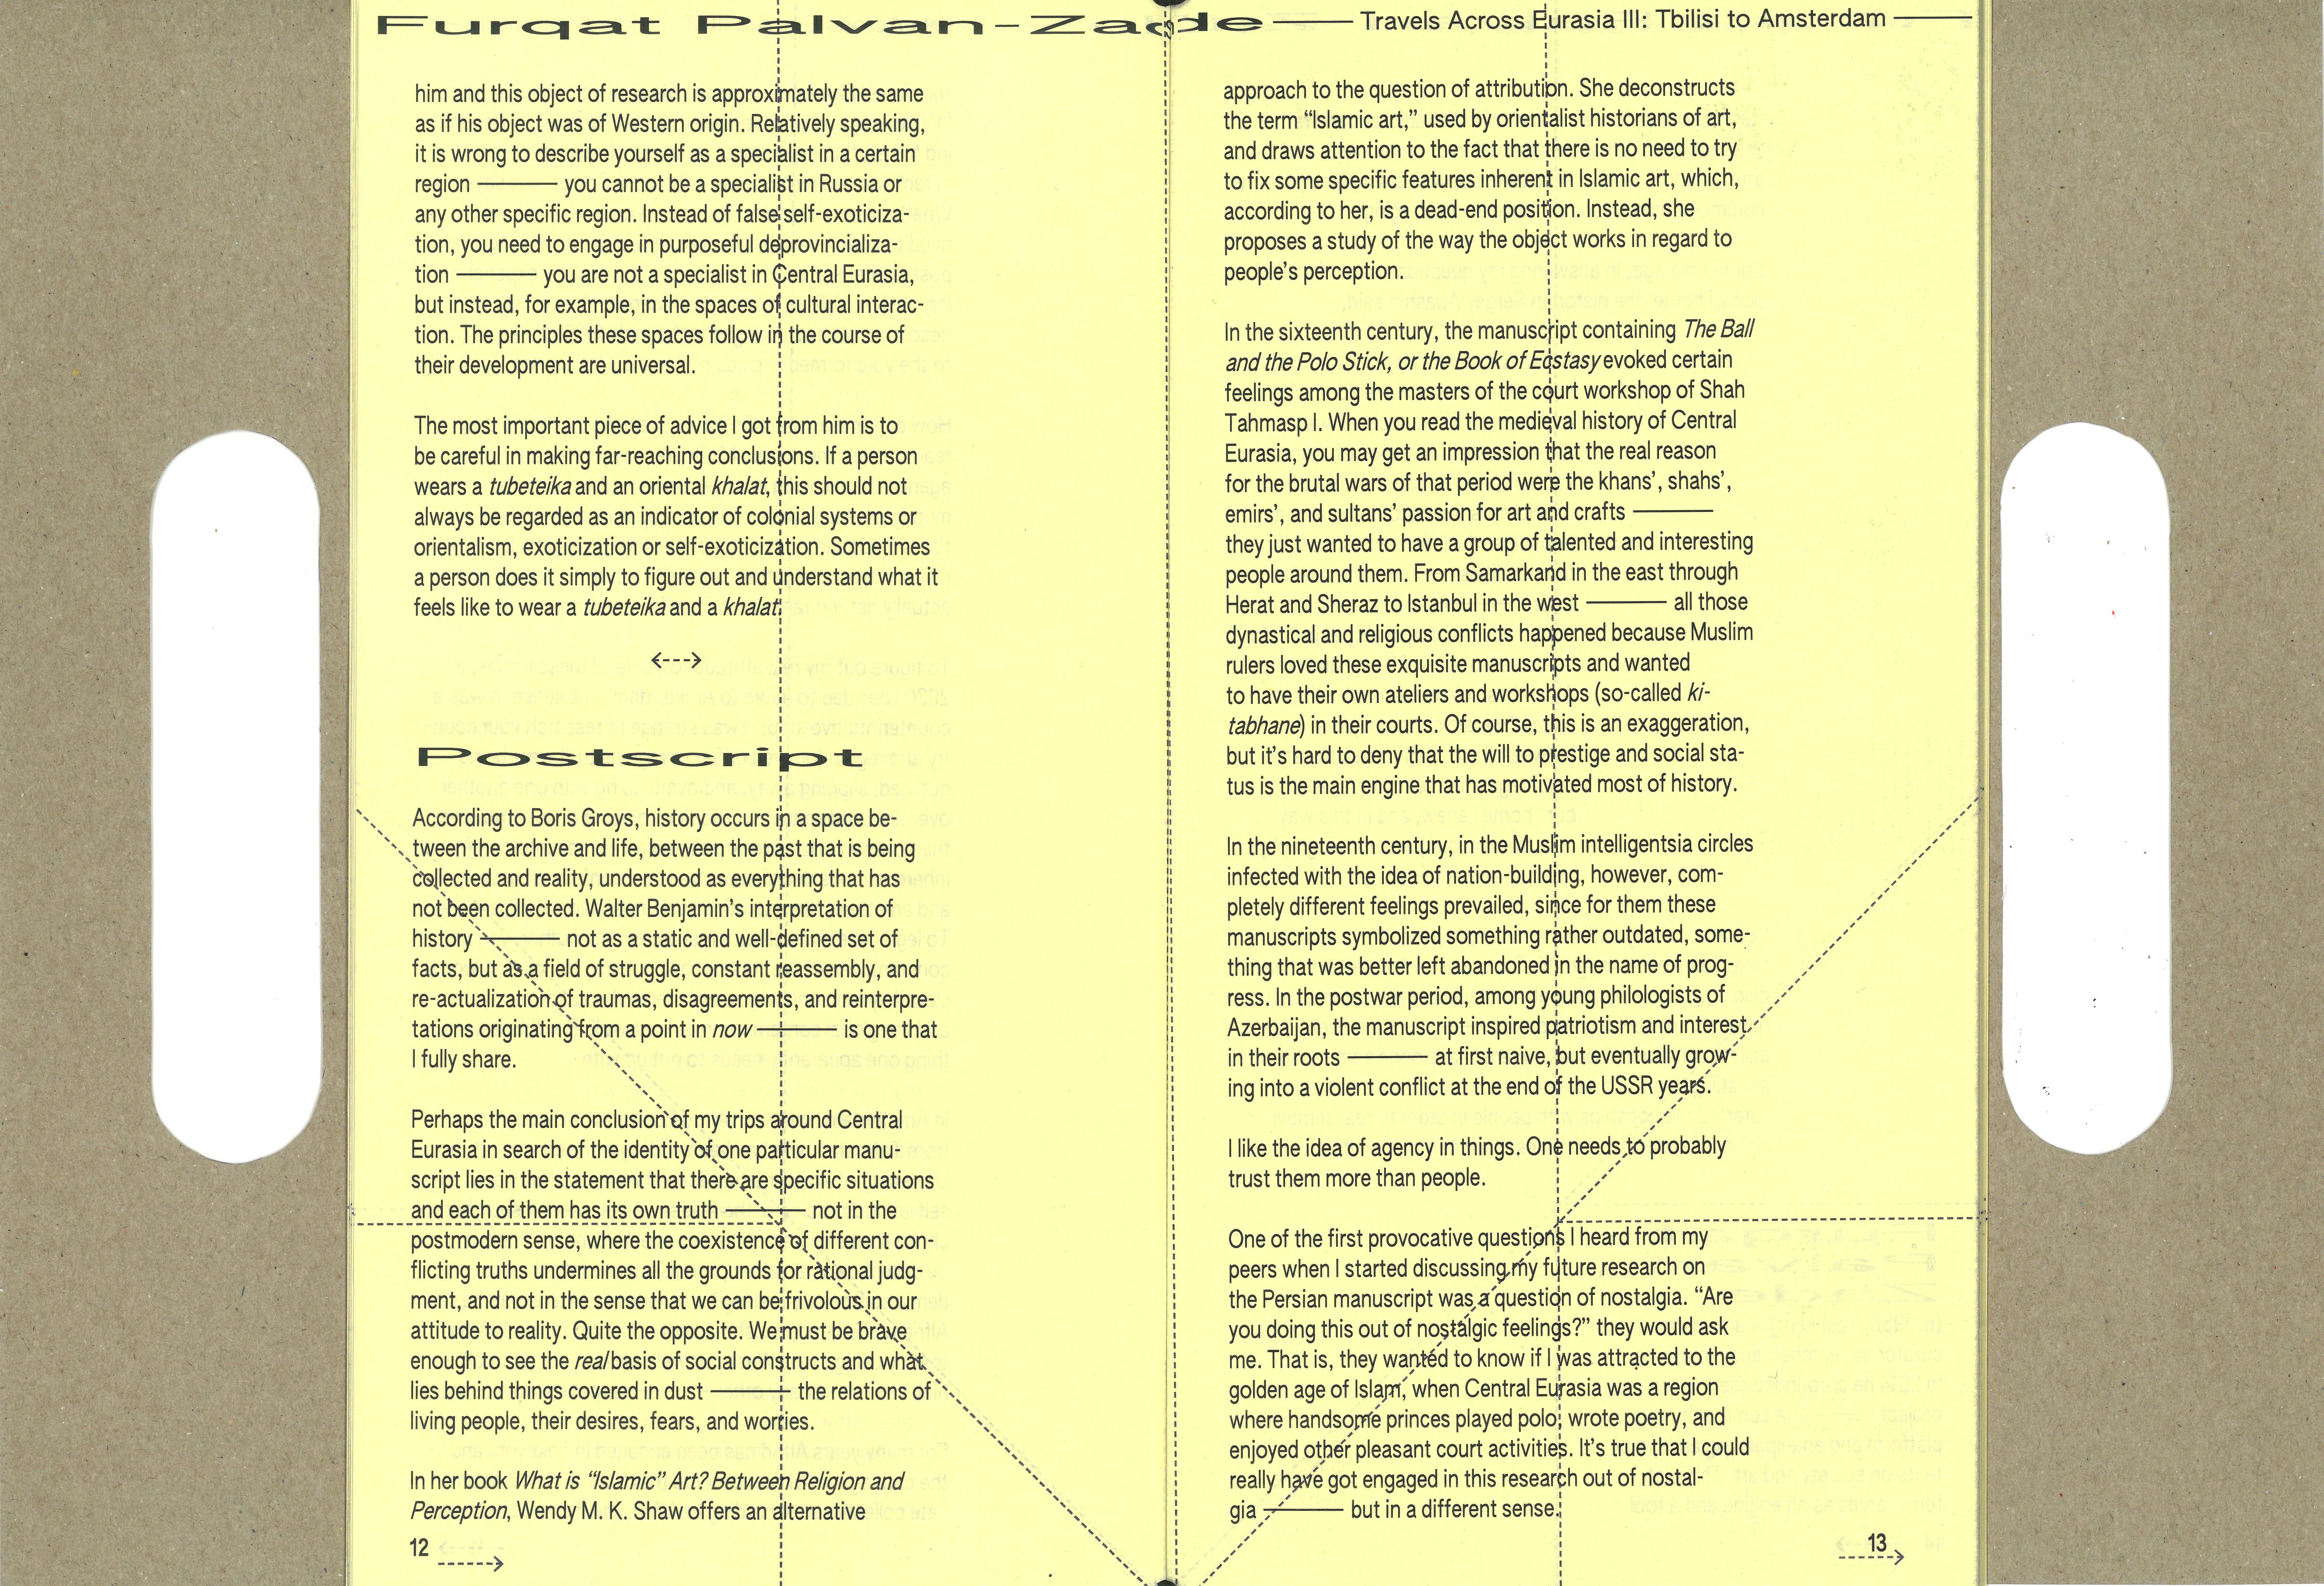 Furqat Palvan-Zade — Travels Across Eurasia III: Tbilisi to Amsterdam —
him and this object of research is approximately the same
as if his object was of Western origin. Relatively speaking,
it is wrong to describe yourself as a specialist in a certain
region — you cannot be a specialist in Russia or
any other specific region. Instead of false self-exoticiza-
tion, you need to engage in purposeful deprovincializa-
tion — you are not a specialist in Central Eurasia,
but instead, for example, in the spaces of cultural interac-
tion. The principles these spaces follow in the course of
their development are universal.
The most important piece of advice I got from him is to
be careful in making far-reaching conclusions. If a person
wears a tubeteika and an oriental khalat, this should not
always be regarded as an indicator of colonial systems or
orientalism, exoticization or self-exoticization. Sometimes
a person does it simply to figure out and understand what it
feels like to wear a tubeteika and a khalat.
Postscript
According to Boris Groys, history occurs in a space be-
tween the archive and life, between the past that is being
collected and reality, understood as everything that has
not been collected. Walter Benjamin's interpretation of
history — not as a static and well-defined set of
facts, but as a field of struggle, constant reassembly, and
re-actualization of traumas, disagreements, and reinterpre-
tations originating from a point in now — is one that
I fully share.
Perhaps the main conclusion of my trips around Central
Eurasia in search of the identity of one particular manu-
script lies in the statement that there are specific situations
and each of them has its own truth — not in the
postmodern sense, where the coexistence of different con-
flicting truths undermines all the grounds for rational judg-
ment, and not in the sense that we can be frivolous in our
attitude to reality. Quite the opposite. We must be brave
enough to see the real basis of social constructs and what
lies behind things covered in dust — the relations of
living people, their desires, fears, and worries.
In her book What is “Islamic” Art? Between Religion and
Perception, Wendy M. K. Shaw offers an alternative
12
approach to the question of attribution. She deconstructs
the term “Islamic art,” used by orientalist historians of art,
and draws attention to the fact that there is no need to try
to fix some specific features inherent in Islamic art, which,
according to her, is a dead-end position. Instead, she
proposes a study of the way the object works in regard to
people's perception.
In the sixteenth century, the manuscript containing The Ball
and the Polo Stick, or the Book of Ecstasy evoked certain
feelings among the masters of the court workshop of Shah
Tahmasp I. When you read the medieval history of Central
Eurasia, you may get an impression that the real reason
for the brutal wars of that period were the khans', shahs',
emirs', and sultans' passion for art and crafts —
they just wanted to have a group of talented and interesting
people around them. From Samarkand in the east through
Herat and Sheraz to Istanbul in the west — all those
dynastical and religious conflicts happened because Muslim
rulers loved these exquisite manuscripts and wanted
to have their own ateliers and workshops (so-called ki-
tabhane) in their courts. Of course, this is an exaggeration,
but it's hard to deny that the will to prestige and social sta-
tus is the main engine that has motivated most of history.
In the nineteenth century, in the Muslim intelligentsia circles
infected with the idea of nation-building, however, com-
pletely different feelings prevailed, since for them these
manuscripts symbolized something rather outdated, some-
thing that was better left abandoned in the name of prog-
ress. In the postwar period, among young philologists of
Azerbaijan, the manuscript inspired patriotism and interest
in their roots — at first naive, but eventually grow-
ing into a violent conflict at the end of the USSR years.
I like the idea of agency in things. One needs to probably
trust them more than people.
One of the first provocative questions I heard from my
peers when I started discussing my future research on
the Persian manuscript was a question of nostalgia. “Are
you doing this out of nostalgic feelings?” they would ask
me. That is, they wanted to know if I was attracted to the
golden age of Islam, when Central Eurasia was a region
where handsome princes played polo, wrote poetry, and
enjoyed other pleasant court activities. It's true that I could
really have got engaged in this research out of nostal-
gia — but in a different sense.
13